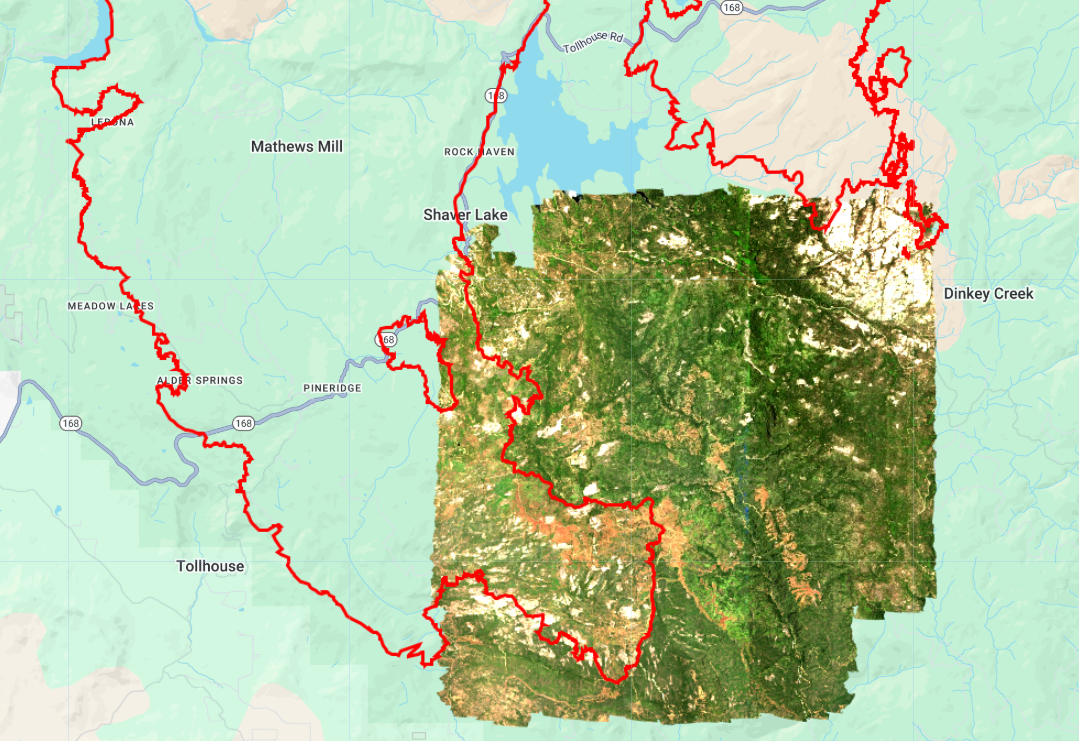 168
Tollhouse Rd
168
LERONA
Mathews Mill
ROCK HAVEN
Shaver Lake
Dinkey Creek
MEADOW LAKES
168
ALDER SPRINGS
PINERIDGE
168
168
Tollhouse